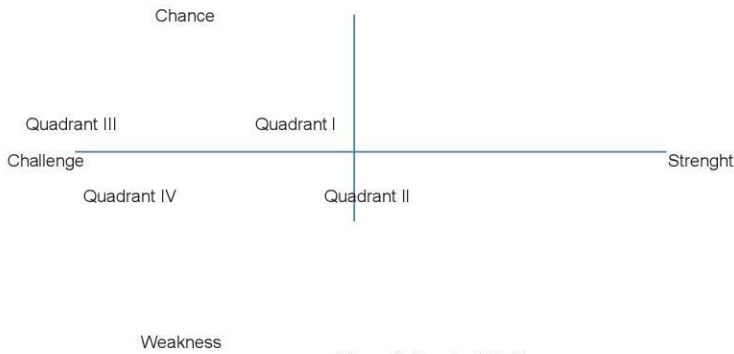 Chance
Quadrant III Quadrant I
Challenge Strenght
Quadrant IV Quadrant II
Weakness